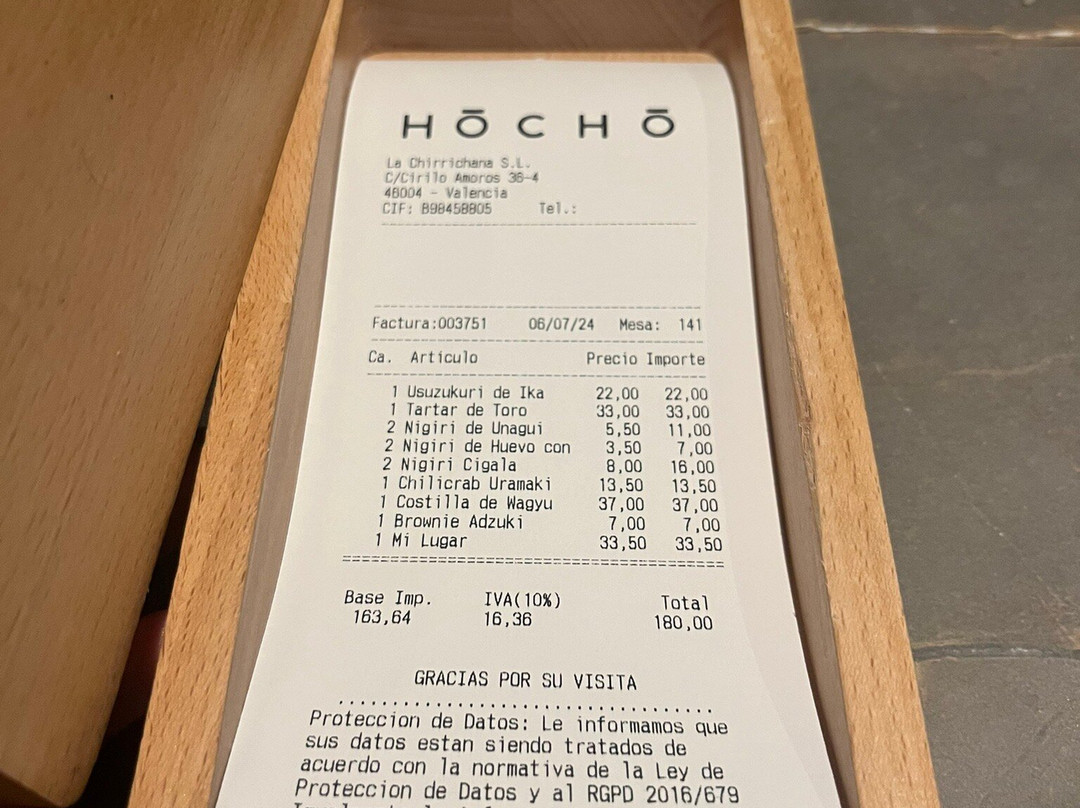 HŌCHŌ
La Chirrichana S.L.
C/Cirilo Amoros 36-4
46004 - Valencia
CIF: B98458805 Tel.:
Factura:003751 06/07/24 Mesa: 141
Ca. Articulo Precio Importe
1 Usuzukuri de Ika 22,00 22,00
1 Tartar de Toro 33,00 33,00
2 Nigiri de Unagui 5,50 11,00
2 Nigiri de Huevo con 3,50 7,00
2 Nigiri Cigala 8,00 16,00
1 Chilicrab Uramaki 13,50 13,50
1 Costilla de Wagyu 37,00 37,00
1 Brownie Adzuki 7,00 7,00
1 Mi Lugar 33,50 33,50
Base Imp. IVA(10%) Total
163,64 16,36 180,00
GRACIAS POR SU VISITA
Proteccion de Datos: Le informamos que
sus datos estan siendo tratados de
acuerdo con la normativa de la Ley de
Proteccion de Datos y al RGPD 2016/679